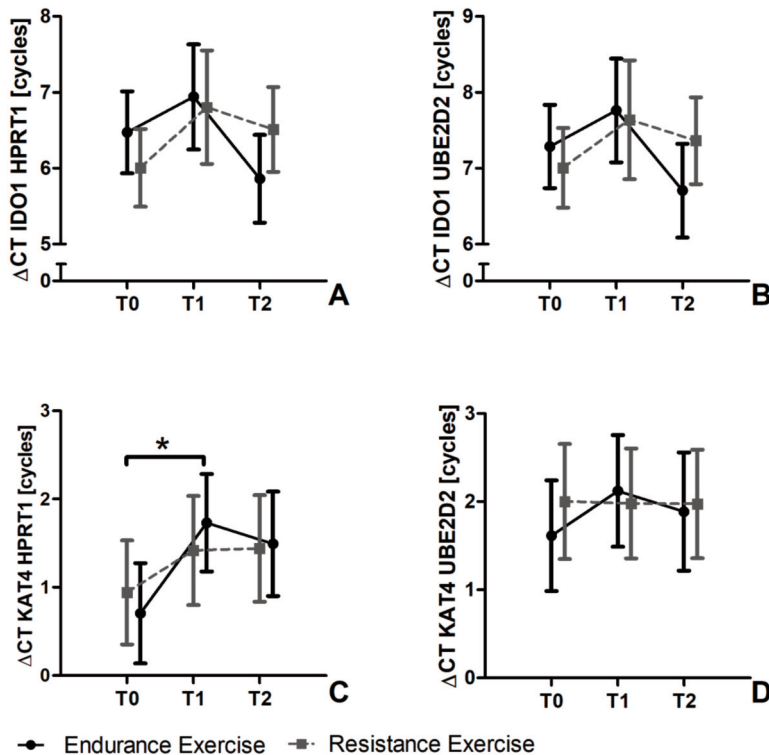 ΔCT IDO1 HPRT1 [cycles]
8
7
6
5
0
T0 T1 T2
A
ΔCT IDO1 UBE2D2 [cycles]
9
8
7
6
0
T0 T1 T2
B
ΔCT KAT4 HPRT1 [cycles]
3
2
1
0
*
T0 T1 T2
C
ΔCT KAT4 UBE2D2 [cycles]
3
2
1
0
T0 T1 T2
D
Endurance Exercise Resistance Exercise